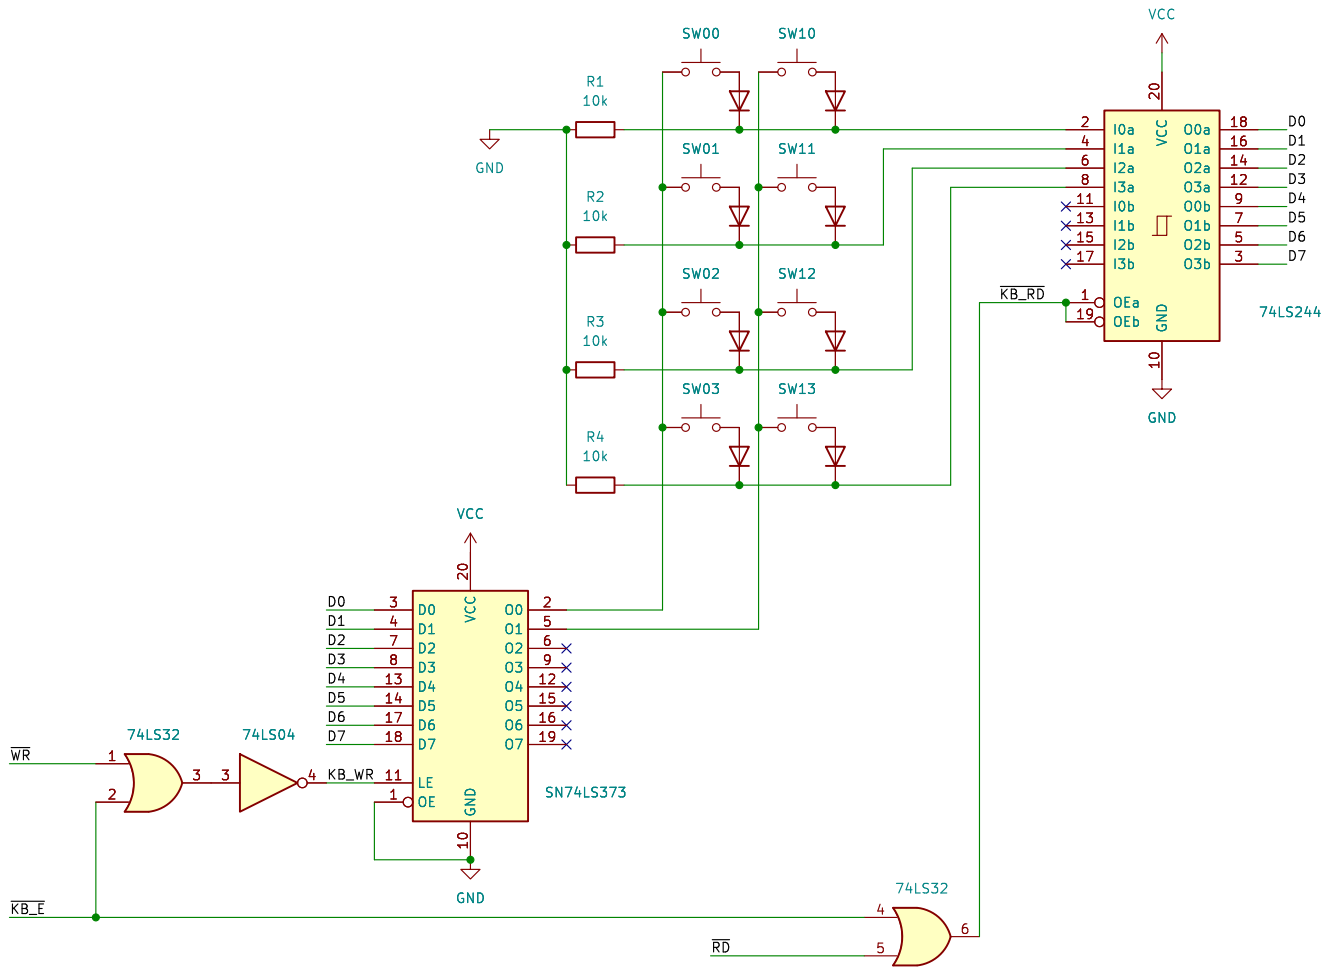 VCC
SW00 SW10
R1
10k
GND
SW01 SW11
R2
10k
SW02 SW12
R3
10k
SW03 SW13
R4
10k
20
VCC
2 I0a O0a 18 D0
4 I1a O1a 16 D1
6 I2a O2a 14 D2
8 I3a O3a 12 D3
11 I0b O0b 9 D4
13 I1b O1b 7 D5
15 I2b O2b 5 D6
17 I3b O3b 3 D7
KB_RD 1 OEa
19 OEb
GND
74LS244
10
GND
VCC
20
VCC
D0 3 D0 O0 2
D1 4 D1 O1 5
D2 7 D2 O2 6
D3 8 D3 O3 9
D4 13 D4 O4 12
D5 14 D5 O5 15
D6 17 D6 O6 16
D7 18 D7 O7 19
74LS32 74LS04
WR 1 3 3 4 KB_WR 11 LE
2 1 OE
GND
SN74LS373
10
GND
74LS32
KB_E 4
RD 5 6